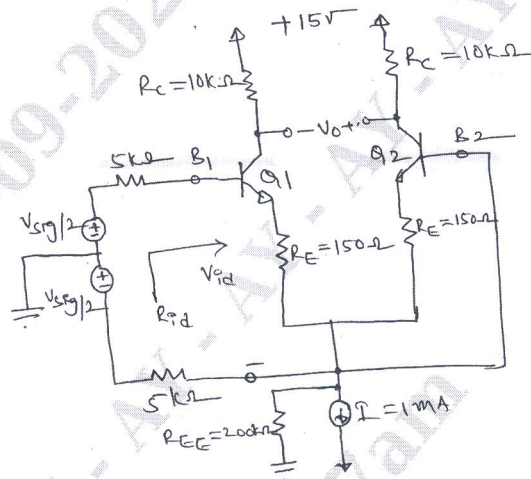 +15V
Rc=10kΩ
Rc=10kΩ
-Vo+
5kΩ
B1
Q1
Q2
B2
Vsig/2
RE=150Ω
RE=150Ω
Vid
Vsig/2
Rid
-
5kΩ
REE=200kΩ
I=1mA